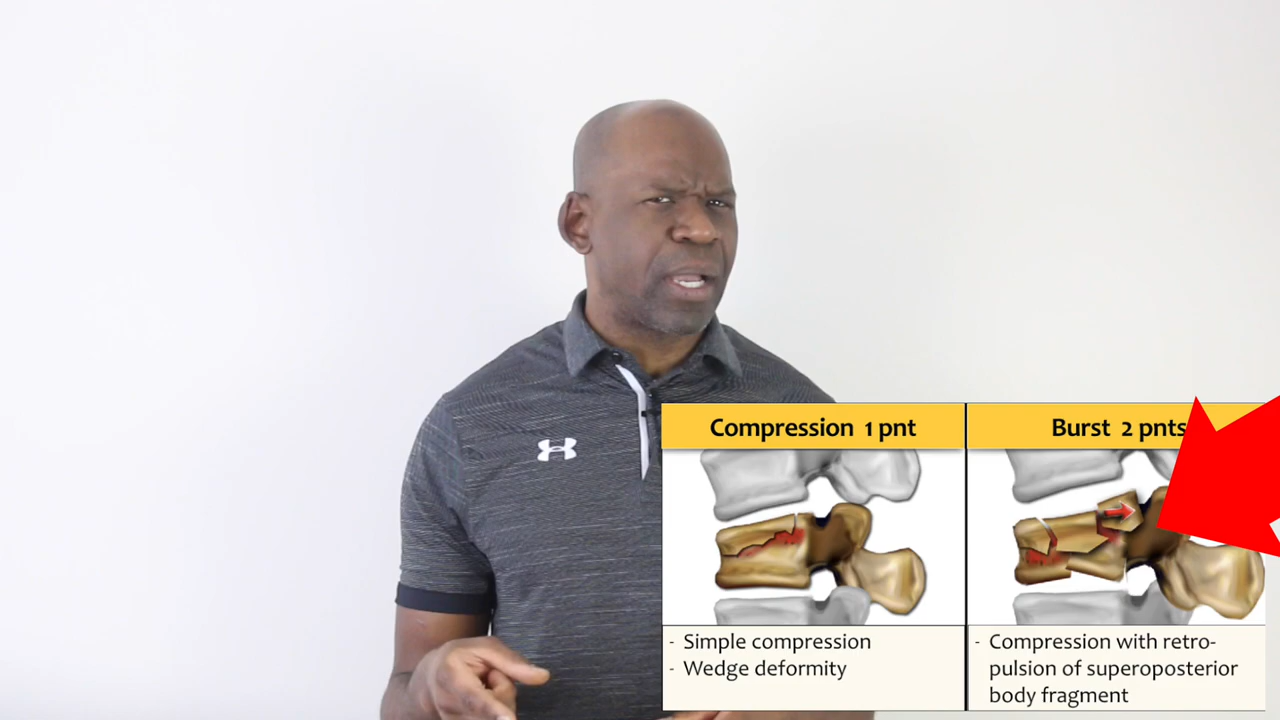 Compression 1 pnt
Burst 2 pnts
- Simple compression
- Wedge deformity
- Compression with retro-
pulsion of superoposterior
body fragment